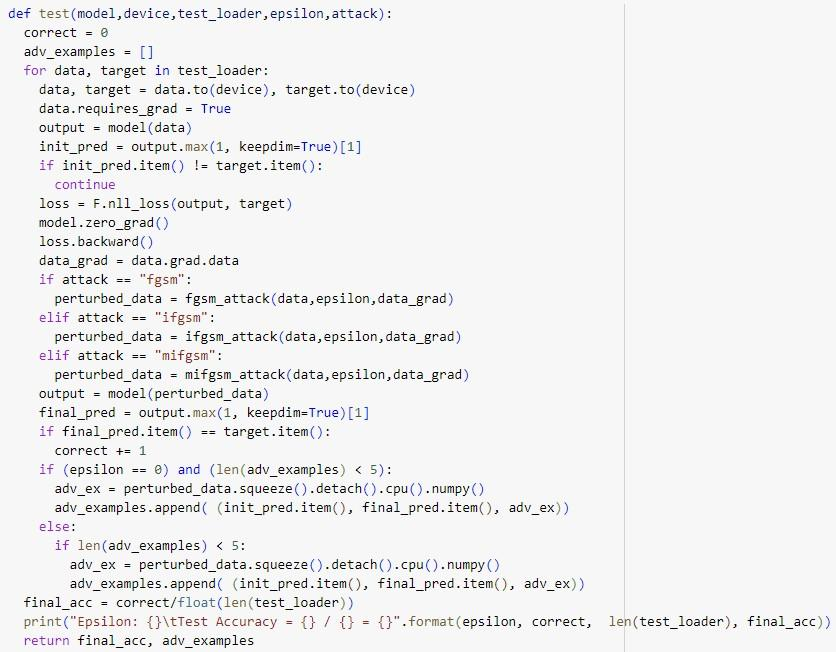 def test(model,device,test_loader,epsilon,attack):
  correct = 0
  adv_examples = []
  for data, target in test_loader:
    data, target = data.to(device), target.to(device)
    data.requires_grad = True
    output = model(data)
    init_pred = output.max(1, keepdim=True)[1]
    if init_pred.item() != target.item():
      continue
    loss = F.nll_loss(output, target)
    model.zero_grad()
    loss.backward()
    data_grad = data.grad.data
    if attack == "fgsm":
      perturbed_data = fgsm_attack(data,epsilon,data_grad)
    elif attack == "ifgsm":
      perturbed_data = ifgsm_attack(data,epsilon,data_grad)
    elif attack == "mifgsm":
      perturbed_data = mifgsm_attack(data,epsilon,data_grad)
    output = model(perturbed_data)
    final_pred = output.max(1, keepdim=True)[1]
    if final_pred.item() == target.item():
      correct += 1
    if (epsilon == 0) and (len(adv_examples) < 5):
      adv_ex = perturbed_data.squeeze().detach().cpu().numpy()
      adv_examples.append( (init_pred.item(), final_pred.item(), adv_ex))
    else:
      if len(adv_examples) < 5:
        adv_ex = perturbed_data.squeeze().detach().cpu().numpy()
        adv_examples.append( (init_pred.item(), final_pred.item(), adv_ex))
  final_acc = correct/float(len(test_loader))
  print("Epsilon: {}\tTest Accuracy = {} / {} = {}".format(epsilon, correct,  len(test_loader), final_acc))
  return final_acc, adv_examples